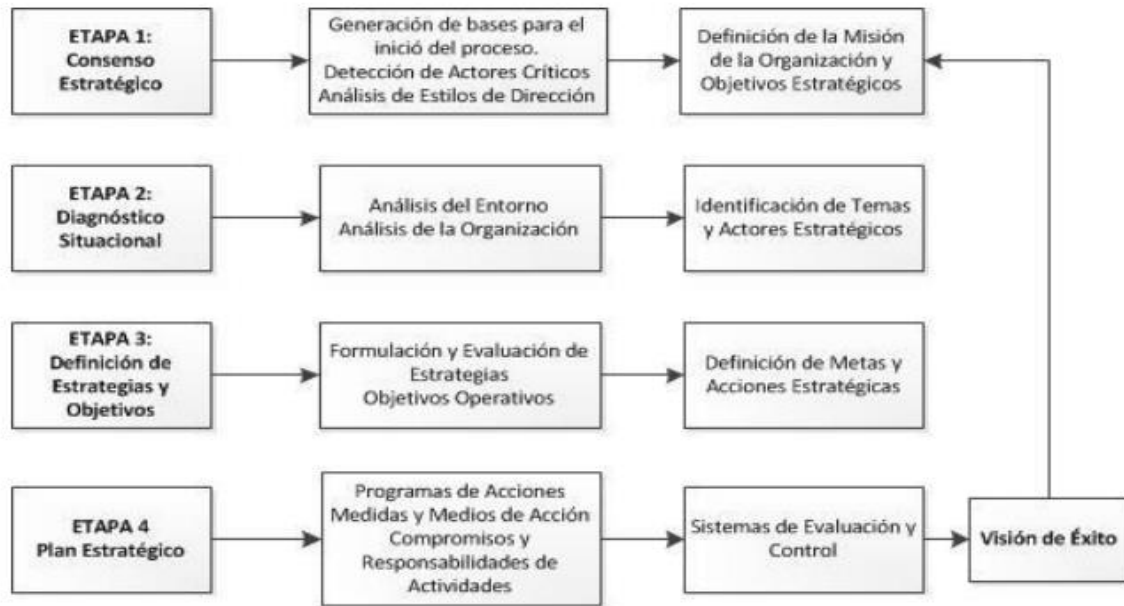 ETAPA 1:
Consenso
Estratégico
Generación de bases para el
inició del proceso.
Detección de Actores Críticos
Análisis de Estilos de Dirección
Definición de la Misión
de la Organización y
Objetivos Estratégicos
ETAPA 2:
Diagnóstico
Situacional
Análisis del Entorno
Análisis de la Organización
Identificación de Temas
y Actores Estratégicos
ETAPA 3:
Definición de
Estrategias y
Objetivos
Formulación y Evaluación de
Estrategias
Objetivos Operativos
Definición de Metas y
Acciones Estratégicas
ETAPA 4
Plan Estratégico
Programas de Acciones
Medidas y Medios de Acción
Compromisos y
Responsabilidades de
Actividades
Sistemas de Evaluación y
Control
Visión de Éxito